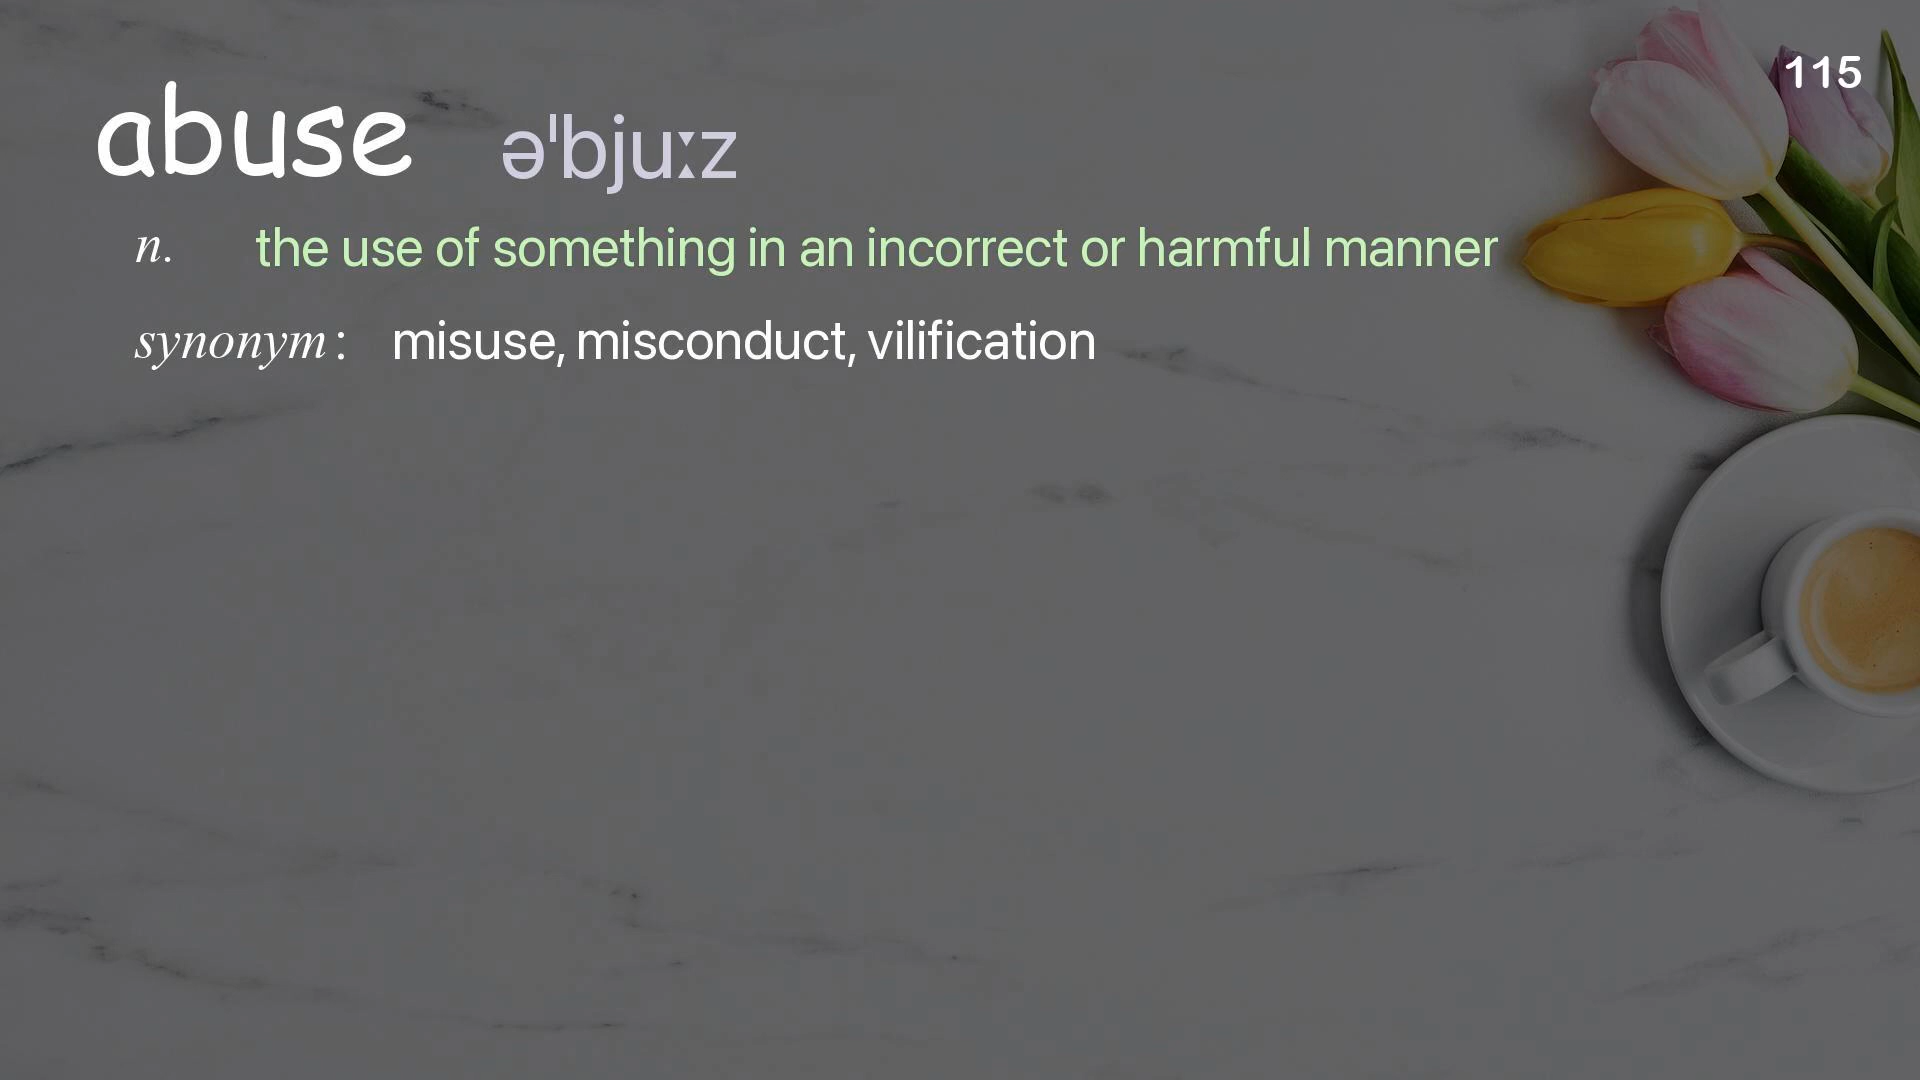 115
abuse əˈbjuːz
n. the use of something in an incorrect or harmful manner
synonym : misuse, misconduct, vilification